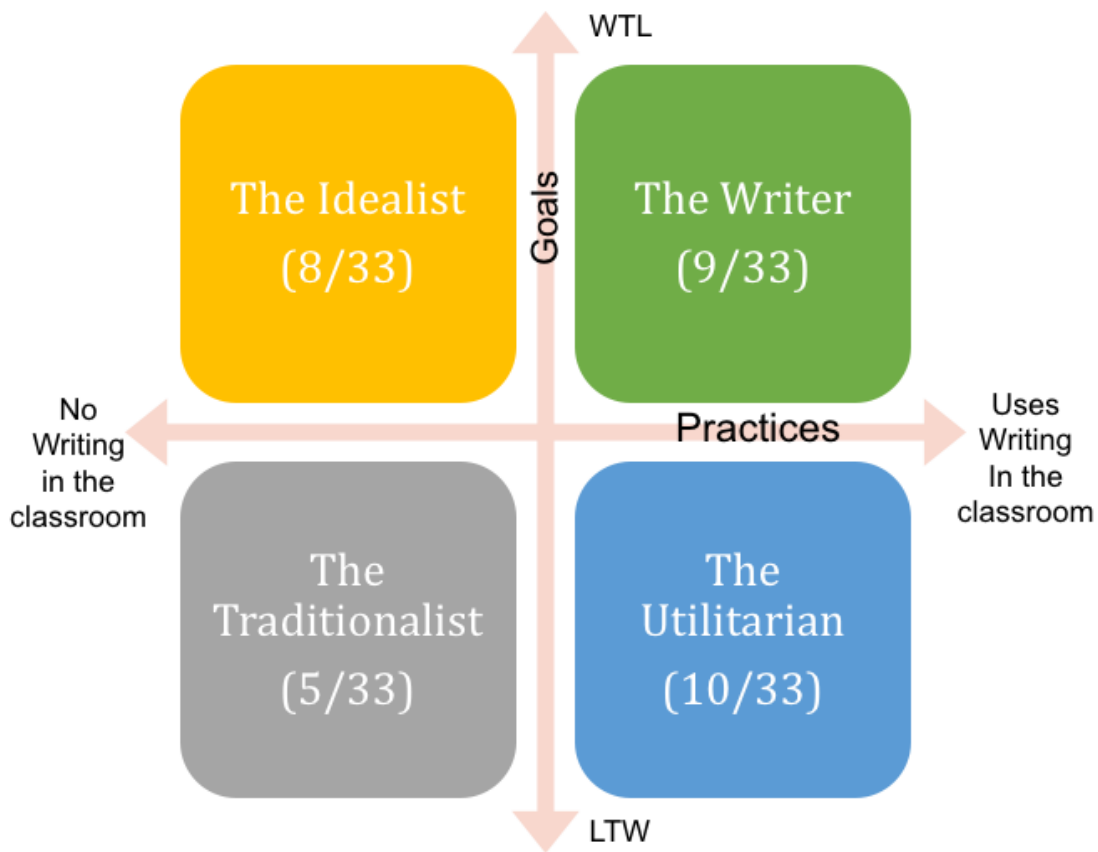 WTL
The Idealist
(8/33)
Goals
The Writer
(9/33)
No
Writing
in the
classroom
Practices
Uses
Writing
In the
classroom
The
Traditionalist
(5/33)
The
Utilitarian
(10/33)
LTW